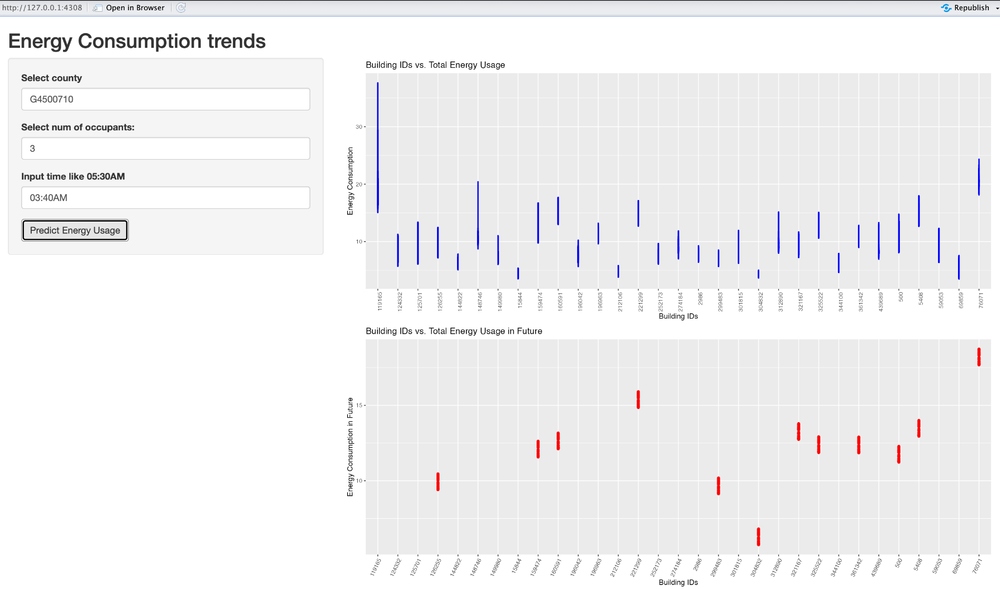 http://127.0.0.1:4308 Open in Browser Republish
Energy Consumption trends
Select county
G4500710
Select num of occupants:
3
Input time like 05:30AM
03:40AM
Predict Energy Usage
Building IDs vs. Total Energy Usage
Energy Consumption
30
20
10
119165 124332 125701 126255 144822 148746 149980 15844 159474 160591 196042 196963 212106 221299 252173 274184 2986 299483 301815 304832 312890 321167 325522 344100 361342 439689 500 5408 59053 69859 76071
Building IDs
Building IDs vs. Total Energy Usage in Future
Energy Consumption in Future
15
10
119165 124332 125701 126255 144822 148746 149980 15844 159474 160591 196042 196963 212106 221299 252173 274184 2986 299483 301815 304832 312890 321167 325522 344100 361342 439689 500 5408 59053 69859 76071
Building IDs